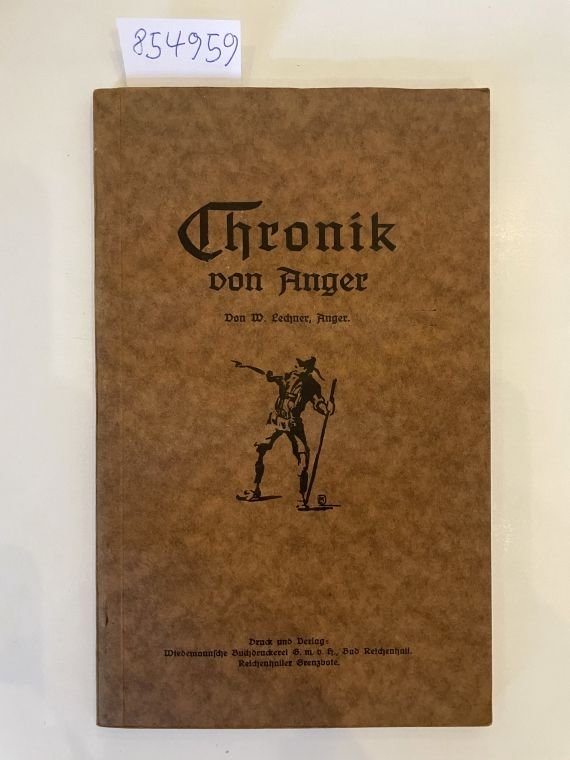 854959
Chronik
von Anger
Von W. Lechner, Anger.
Druck und Verlag:
Wiedemannsche Buchdruckerei G. m. b. H., Bad Reichenhall.
Reichenhaller Grenzbote.